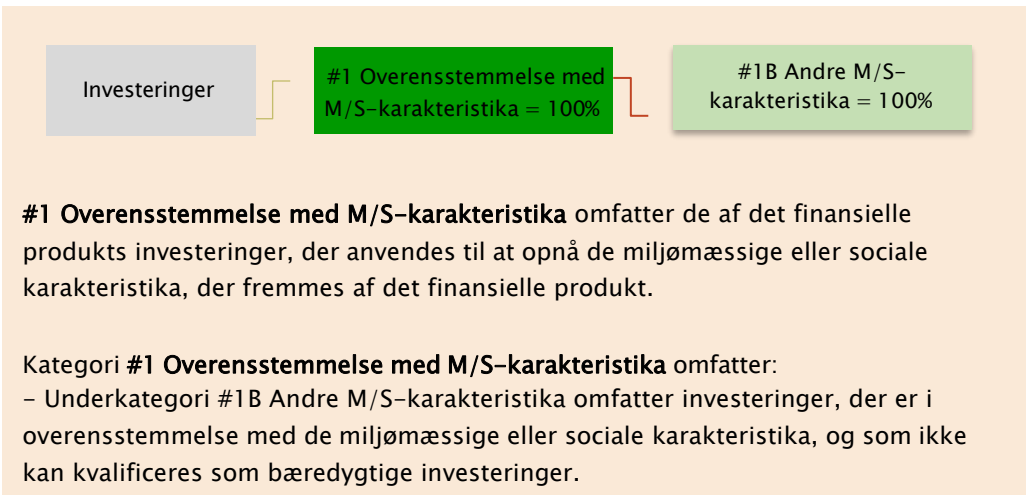 Investeringer
#1 Overensstemmelse med
M/S-karakteristika = 100%
#1B Andre M/S-
karakteristika = 100%
#1 Overensstemmelse med M/S-karakteristika omfatter de af det finansielle
produkts investeringer, der anvendes til at opnå de miljømæssige eller sociale
karakteristika, der fremmes af det finansielle produkt.
Kategori #1 Overensstemmelse med M/S-karakteristika omfatter:
- Underkategori #1B Andre M/S-karakteristika omfatter investeringer, der er i
overensstemmelse med de miljømæssige eller sociale karakteristika, og som ikke
kan kvalificeres som bæredygtige investeringer.